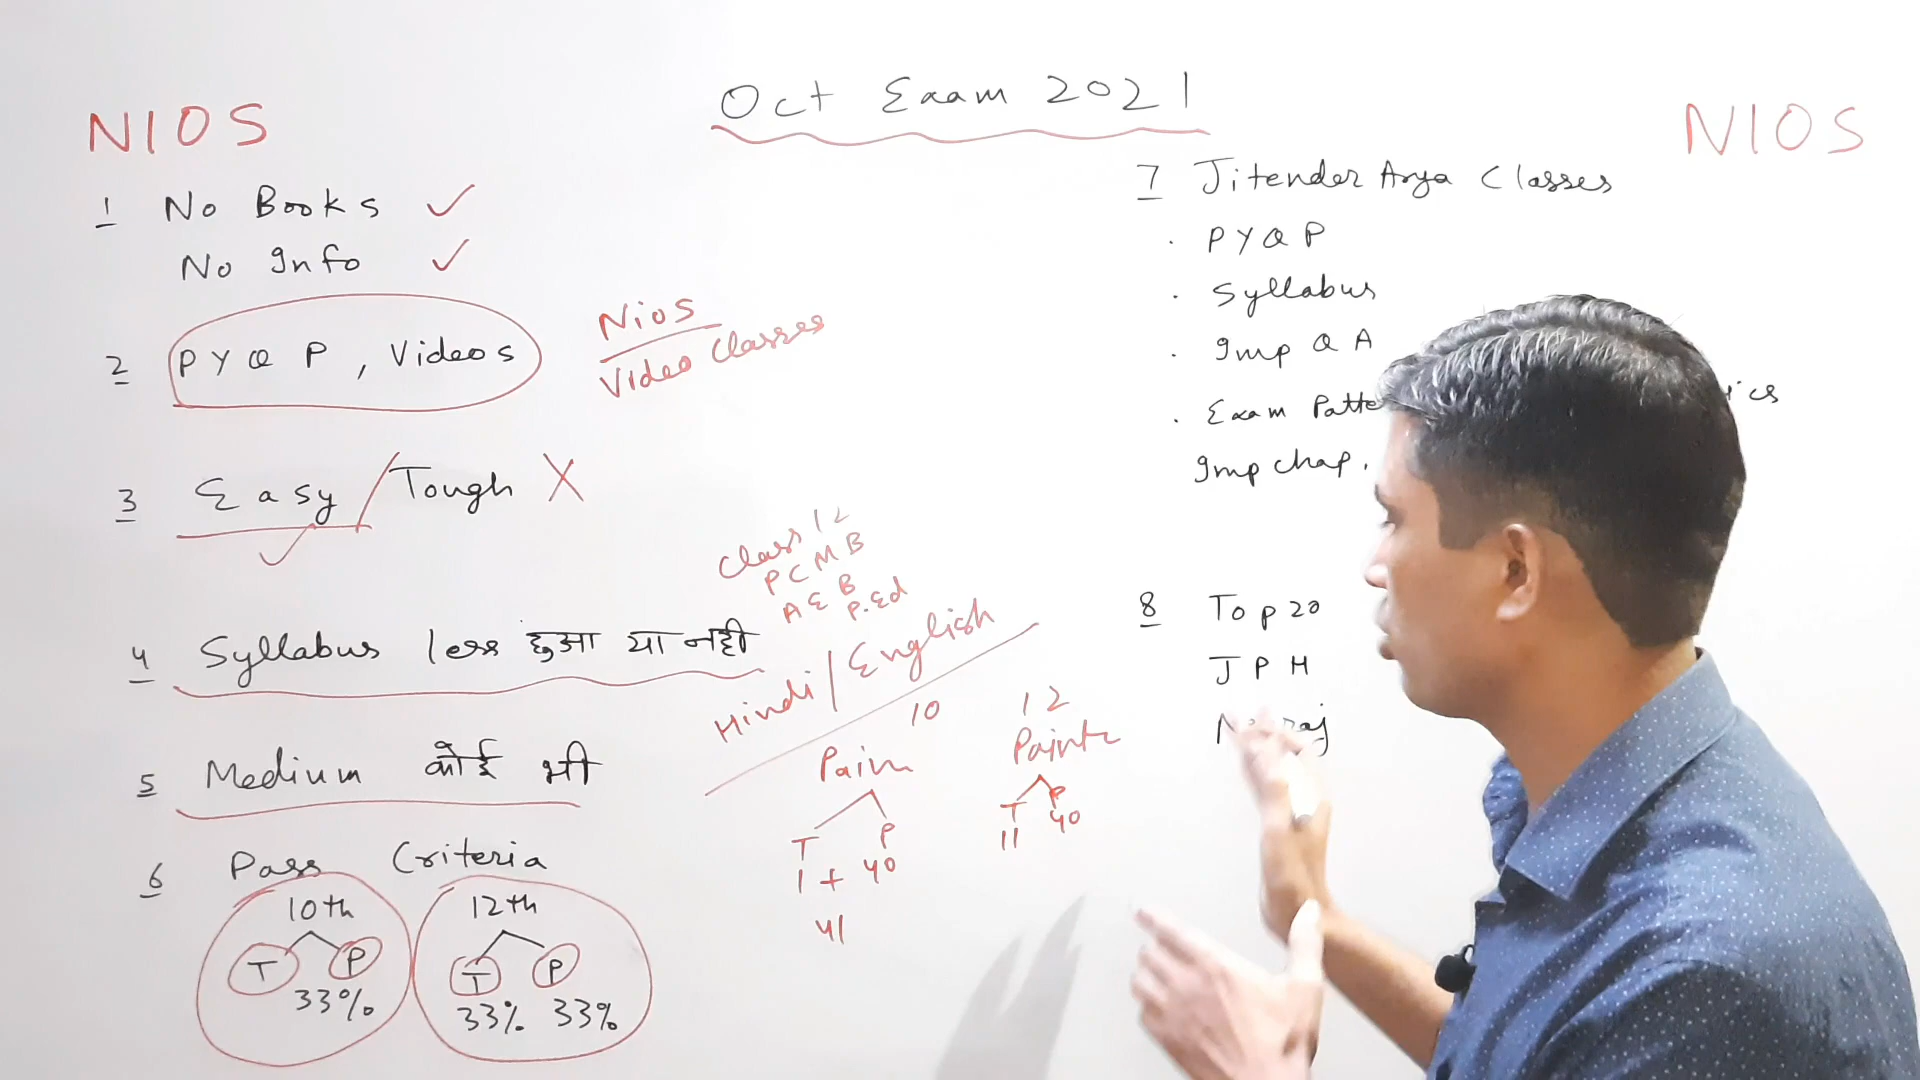 Oct Exam 2021
NIOS
NIOS
1 No Books ✓
No Info ✓
2 PYQP, Videos
Nios
Video Classes
3 Easy / Tough X
4 Syllabus less हुआ या नही
5 Medium कोई भी
6 Pass Criteria
10th
T P
33%
12th
T P
33% 33%
Class 12
P C M B
A E B
P.Ed
Hindi / English
10
Pain
T P
1 + 40
41
12
Painte
T P
11 40
7 Jitender Arya Classes
. PYQP
. Syllabus
. Imp Q A
. Exam Patte
Imp chap.
8 Top 20
JPH